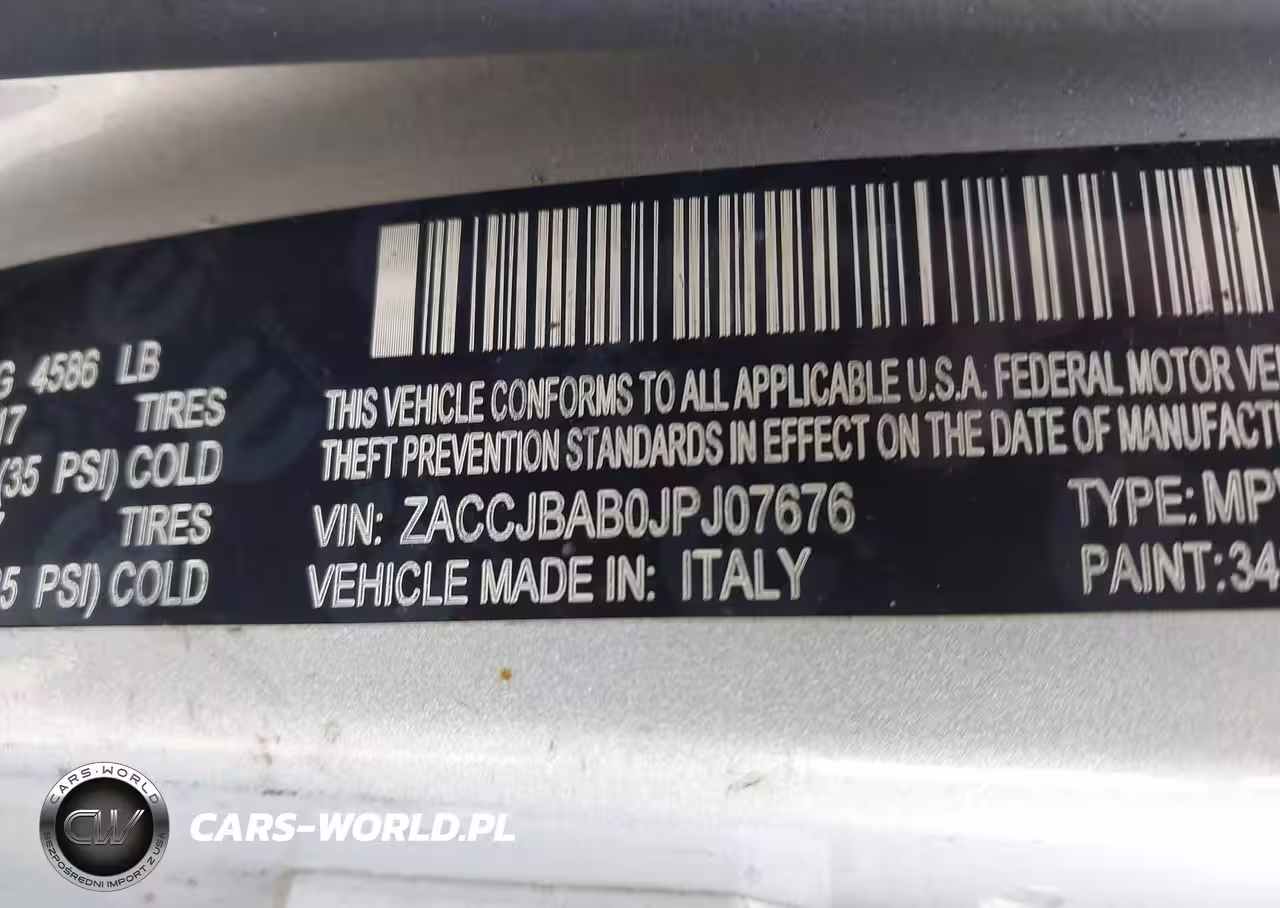 G 4586 LB
17 TIRES
(35 PSI) COLD
7 TIRES
35 PSI) COLD
THIS VEHICLE CONFORMS TO ALL APPLICABLE U.S.A. FEDERAL MOTOR VE
THEFT PREVENTION STANDARDS IN EFFECT ON THE DATE OF MANUFACT
VIN: ZACCJBAB0JPJ07676
TYPE: MP
VEHICLE MADE IN: ITALY
PAINT: 34
CARS-WORLD
CW
BEZPOŚREDNI IMPORT Z USA
CARS-WORLD.PL